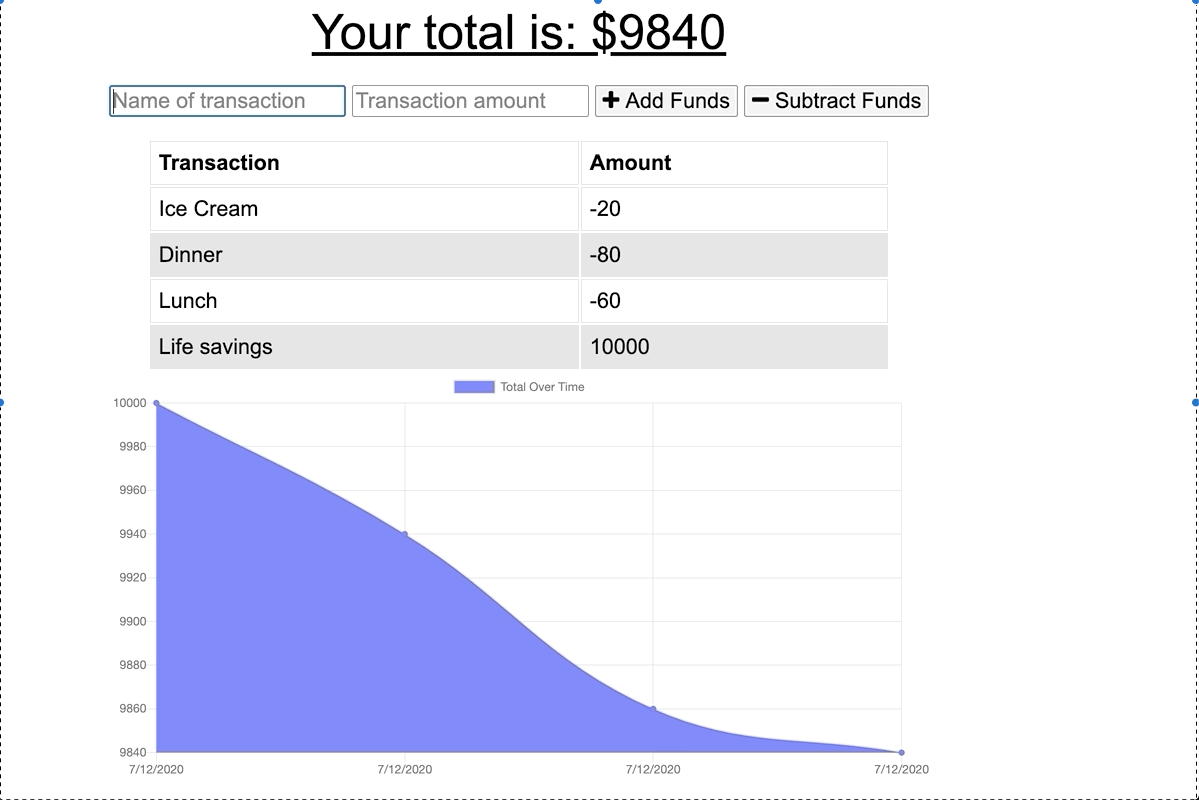 Your total is: $9840
Name of transaction Transaction amount + Add Funds − Subtract Funds
Transaction Amount
Ice Cream -20
Dinner -80
Lunch -60
Life savings 10000
Total Over Time
10000
9980
9960
9940
9920
9900
9880
9860
9840
7/12/2020 7/12/2020 7/12/2020 7/12/2020